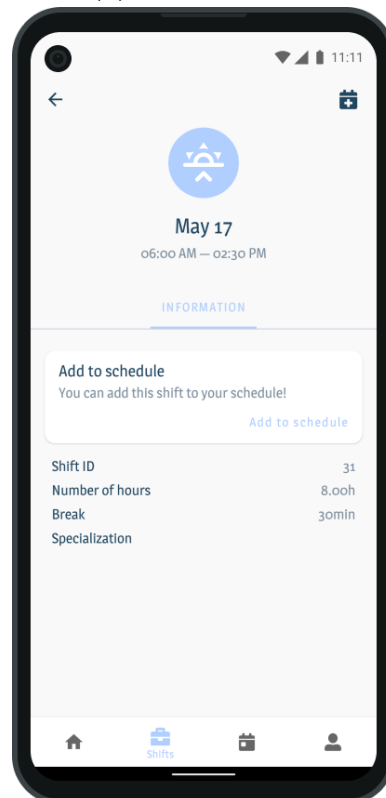 11:11
May 17
06:00 AM — 02:30 PM
INFORMATION
Add to schedule
You can add this shift to your schedule!
Add to schedule
Shift ID 31
Number of hours 8.00h
Break 30min
Specialization
Shifts